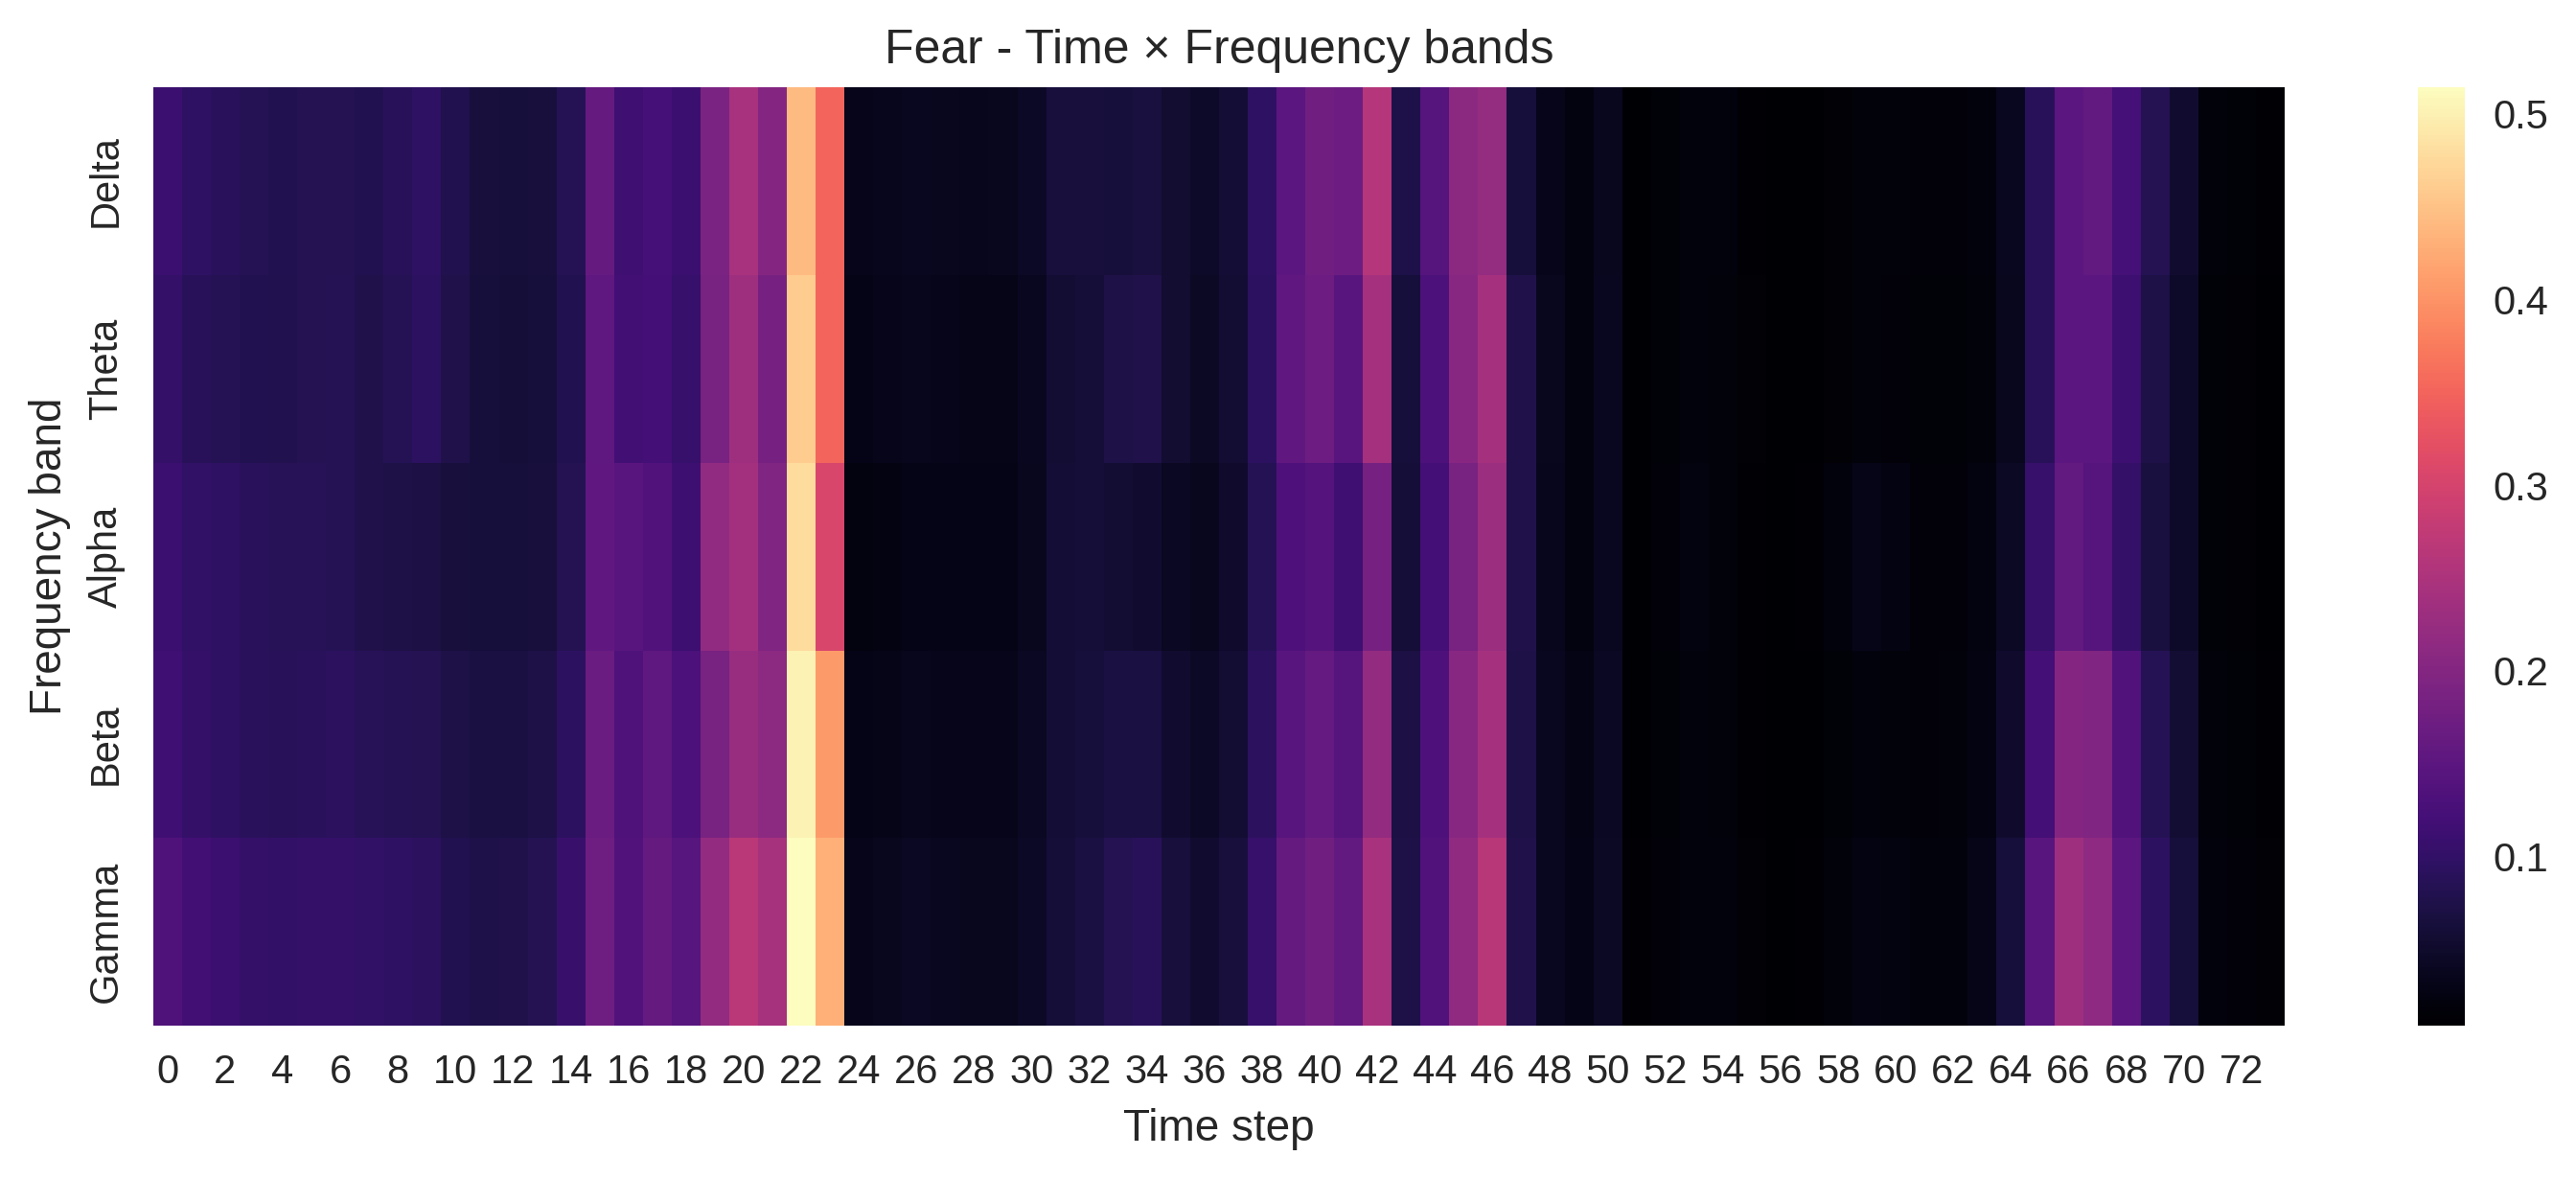 Fear - Time × Frequency bands
Frequency band
Delta
Theta
Alpha
Beta
Gamma
0 2 4 6 8 10 12 14 16 18 20 22 24 26 28 30 32 34 36 38 40 42 44 46 48 50 52 54 56 58 60 62 64 66 68 70 72
Time step
0.5
0.4
0.3
0.2
0.1